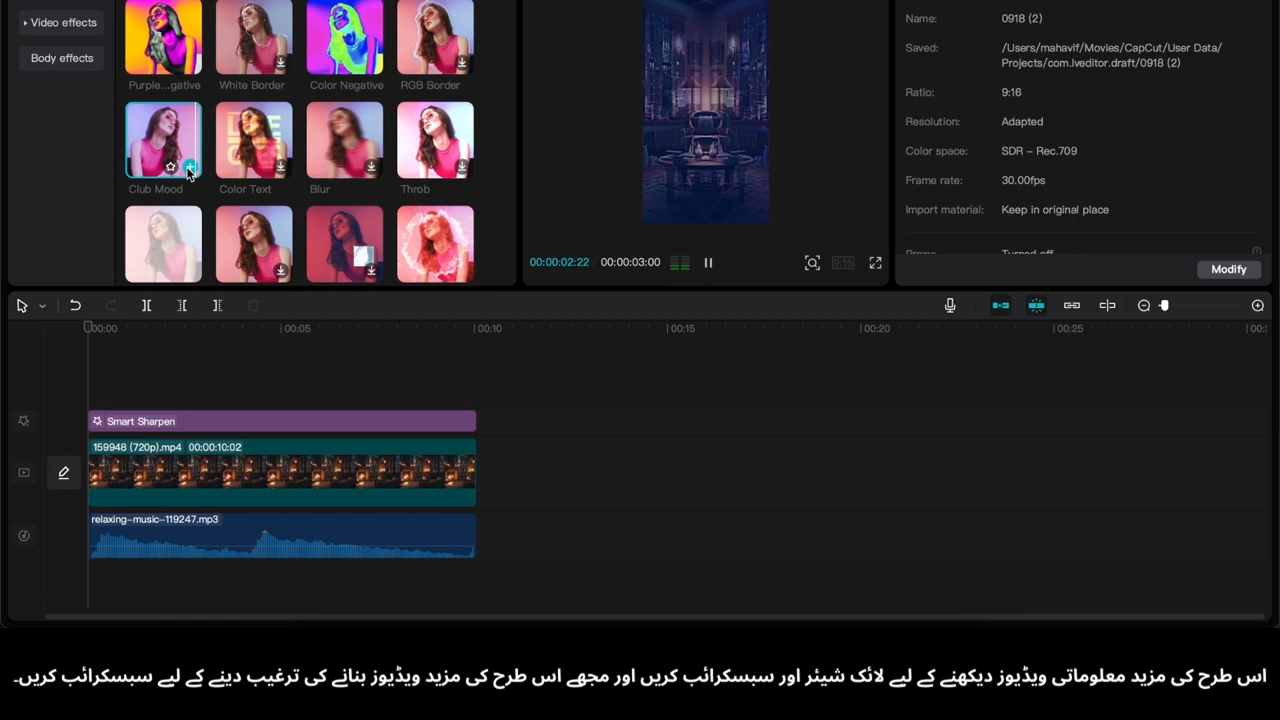 Video effects
Body effects
Purple...gative
White Border
Color Negative
RGB Border
Club Mood
Color Text
Blur
Throb
00:00:02:22 / 00:00:03:00
9:16
Name: 0918 (2)
Saved: /Users/mahavif/Movies/CapCut/User Data/
Projects/com.lveditor.draft/0918 (2)
Ratio: 9:16
Resolution: Adapted
Color space: SDR – Rec.709
Frame rate: 30.00fps
Import material: Keep in original place
Proxy: Turned off
Modify
00:00 00:05 00:10 00:15 00:20 00:25
Smart Sharpen
159948 (720p).mp4 00:00:10:02
relaxing-music-119247.mp3
اس طرح کی مزید معلوماتی ویڈیوز دیکھنے کے لیے لائک شیئر اور سبسکرائب کریں اور مجھے اس طرح کی مزید ویڈیوز بنانے کی ترغیب دینے کے لیے سبسکرائب کریں۔